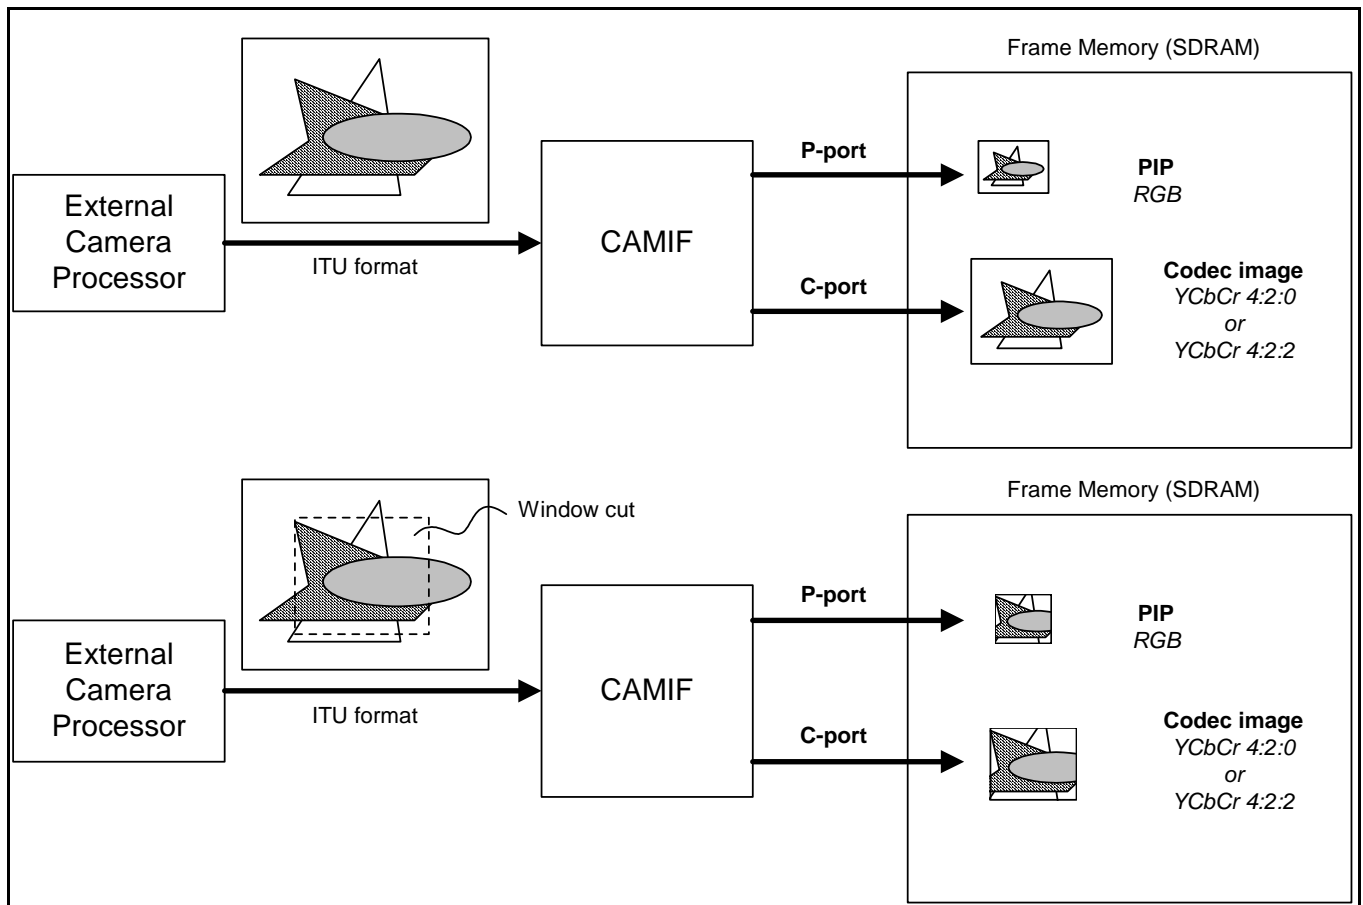 Frame Memory (SDRAM)
External
Camera
Processor
ITU format
CAMIF
P-port
C-port
PIP
RGB
Codec image
YCbCr 4:2:0
or
YCbCr 4:2:2
Frame Memory (SDRAM)
Window cut
External
Camera
Processor
ITU format
CAMIF
P-port
C-port
PIP
RGB
Codec image
YCbCr 4:2:0
or
YCbCr 4:2:2